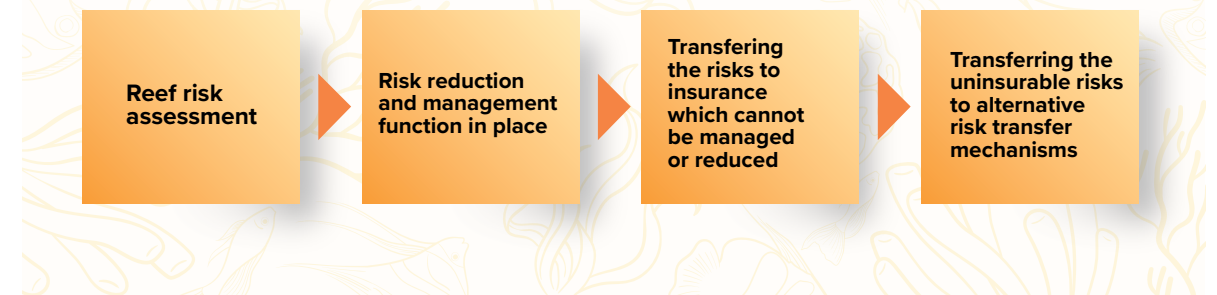 Reef risk
assessment
Risk reduction
and management
function in place
Transfering
the risks to
insurance
which cannot
be managed
or reduced
Transferring the
uninsurable risks
to alternative
risk transfer
mechanisms